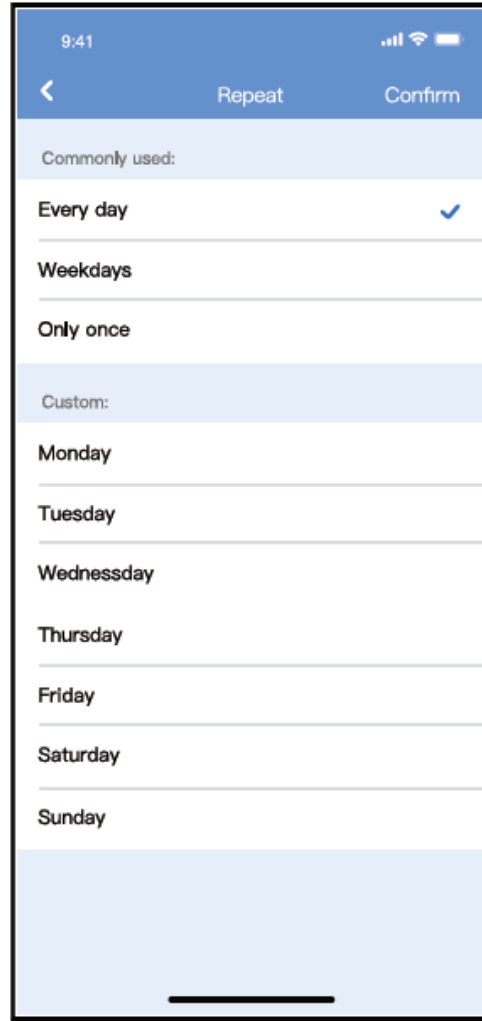 9:41
Repeat Confirm
Commonly used:
Every day
Weekdays
Only once
Custom:
Monday
Tuesday
Wednessday
Thursday
Friday
Saturday
Sunday